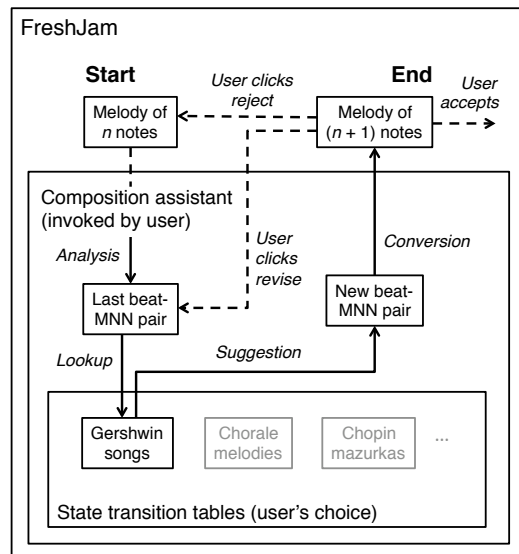 FreshJam
Start
User clicks
reject
End
User
accepts
Melody of
n notes
Melody of
(n + 1) notes
Composition assistant
(invoked by user)
Analysis
User
clicks
revise
Conversion
Last beat-
MNN pair
New beat-
MNN pair
Lookup
Suggestion
Gershwin
songs
Chorale
melodies
Chopin
mazurkas
...
State transition tables (user's choice)